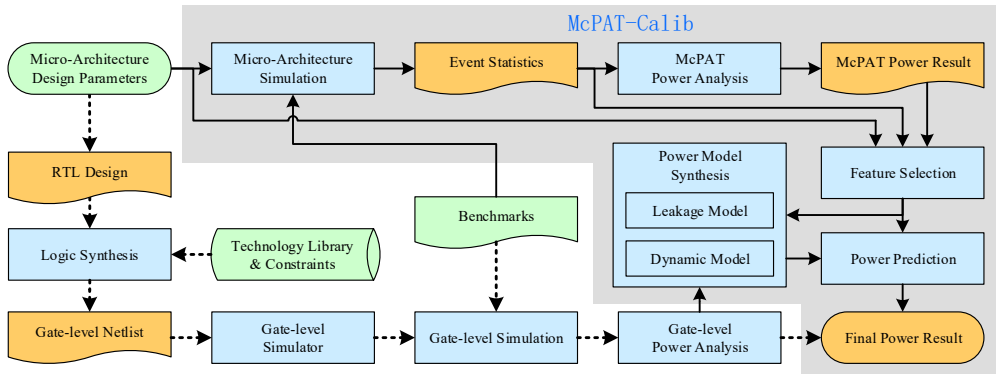 McPAT-Calib
Micro-Architecture
Design Parameters
Micro-Architecture
Simulation
Event Statistics
McPAT
Power Analysis
McPAT Power Result
RTL Design
Power Model
Synthesis
Leakage Model
Dynamic Model
Feature Selection
Benchmarks
Logic Synthesis
Technology Library
& Constraints
Power Prediction
Gate-level Netlist
Gate-level
Simulator
Gate-level Simulation
Gate-level
Power Analysis
Final Power Result